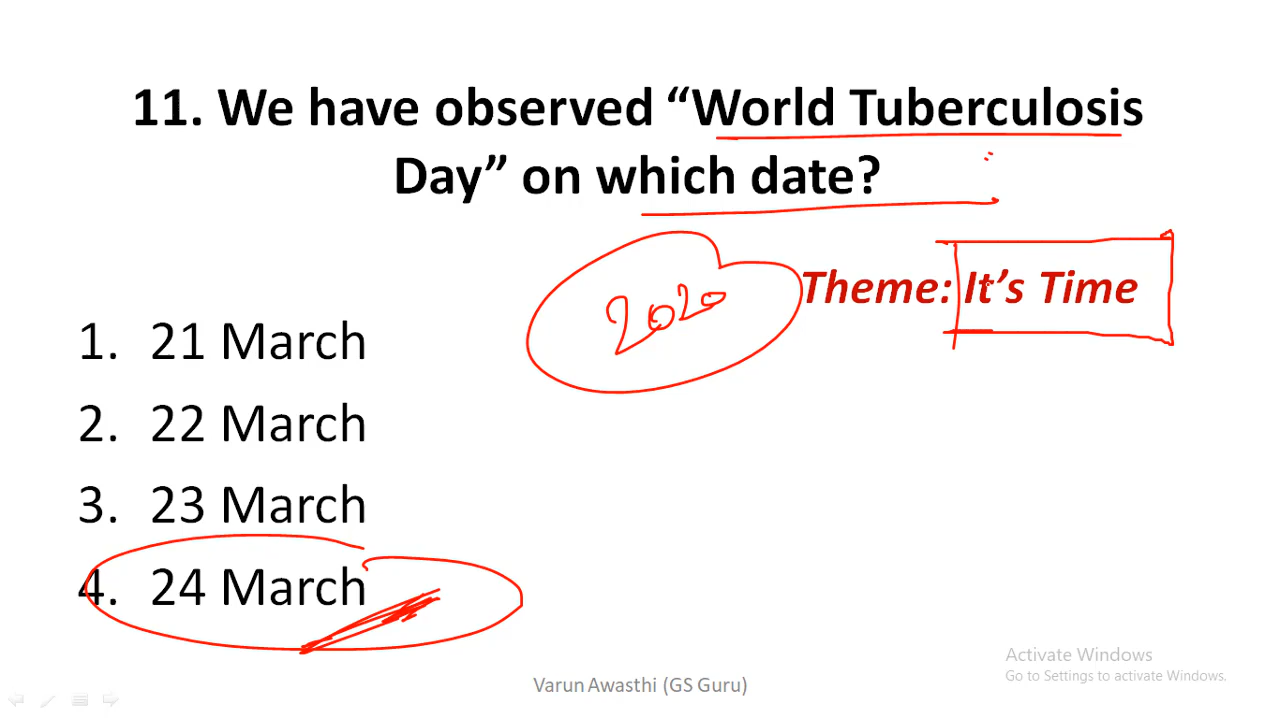 11. We have observed “World Tuberculosis
Day” on which date?
Theme: It’s Time
2020
1. 21 March
2. 22 March
3. 23 March
4. 24 March
Activate Windows
Go to Settings to activate Windows.
Varun Awasthi (GS Guru)